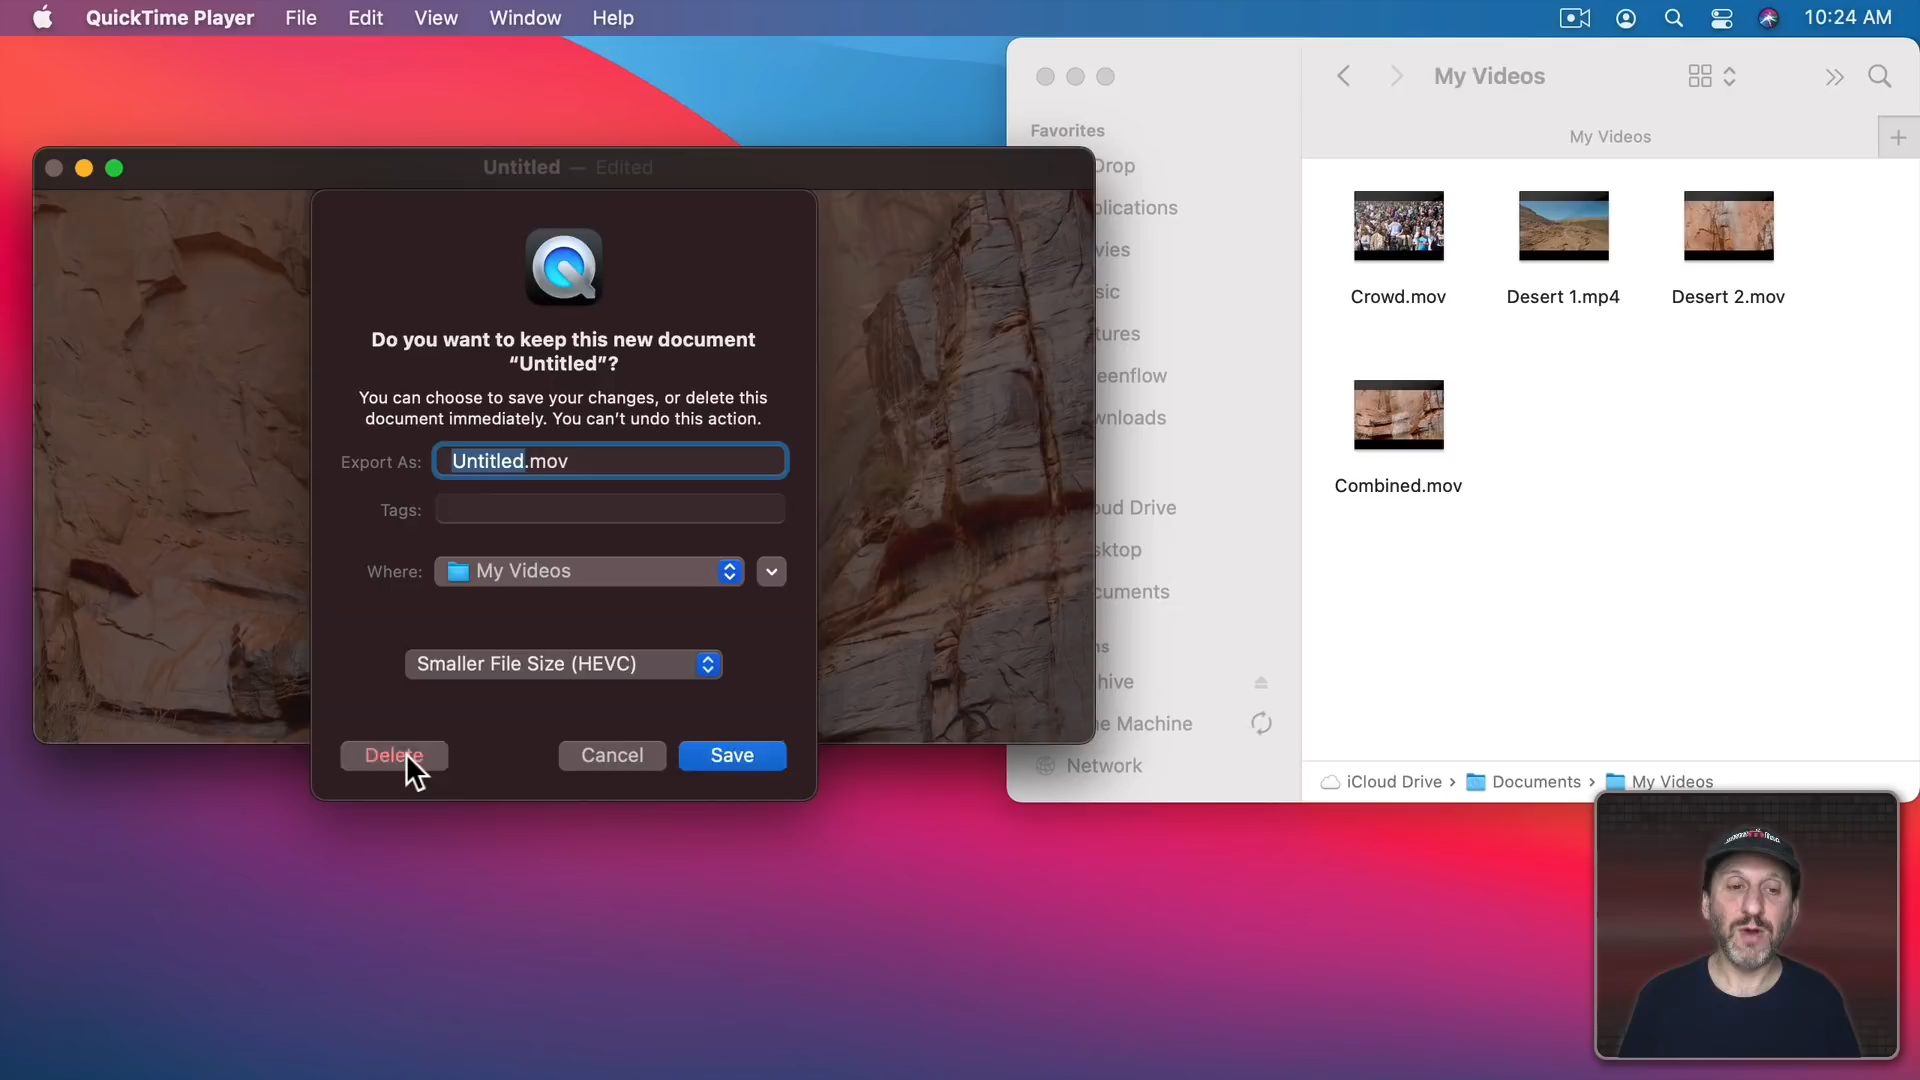 QuickTime Player File Edit View Window Help 10:24 AM
Untitled — Edited
Do you want to keep this new document
“Untitled”?
You can choose to save your changes, or delete this
document immediately. You can’t undo this action.
Export As: Untitled.mov
Tags:
Where: My Videos
Smaller File Size (HEVC)
Delete Cancel Save
Favorites
Drop
plications
vies
sic
tures
eenflow
wnloads
oud Drive
sktop
cuments
ns
hive
ne Machine
Network
My Videos
My Videos
Crowd.mov Desert 1.mp4 Desert 2.mov
Combined.mov
iCloud Drive › Documents › My Videos